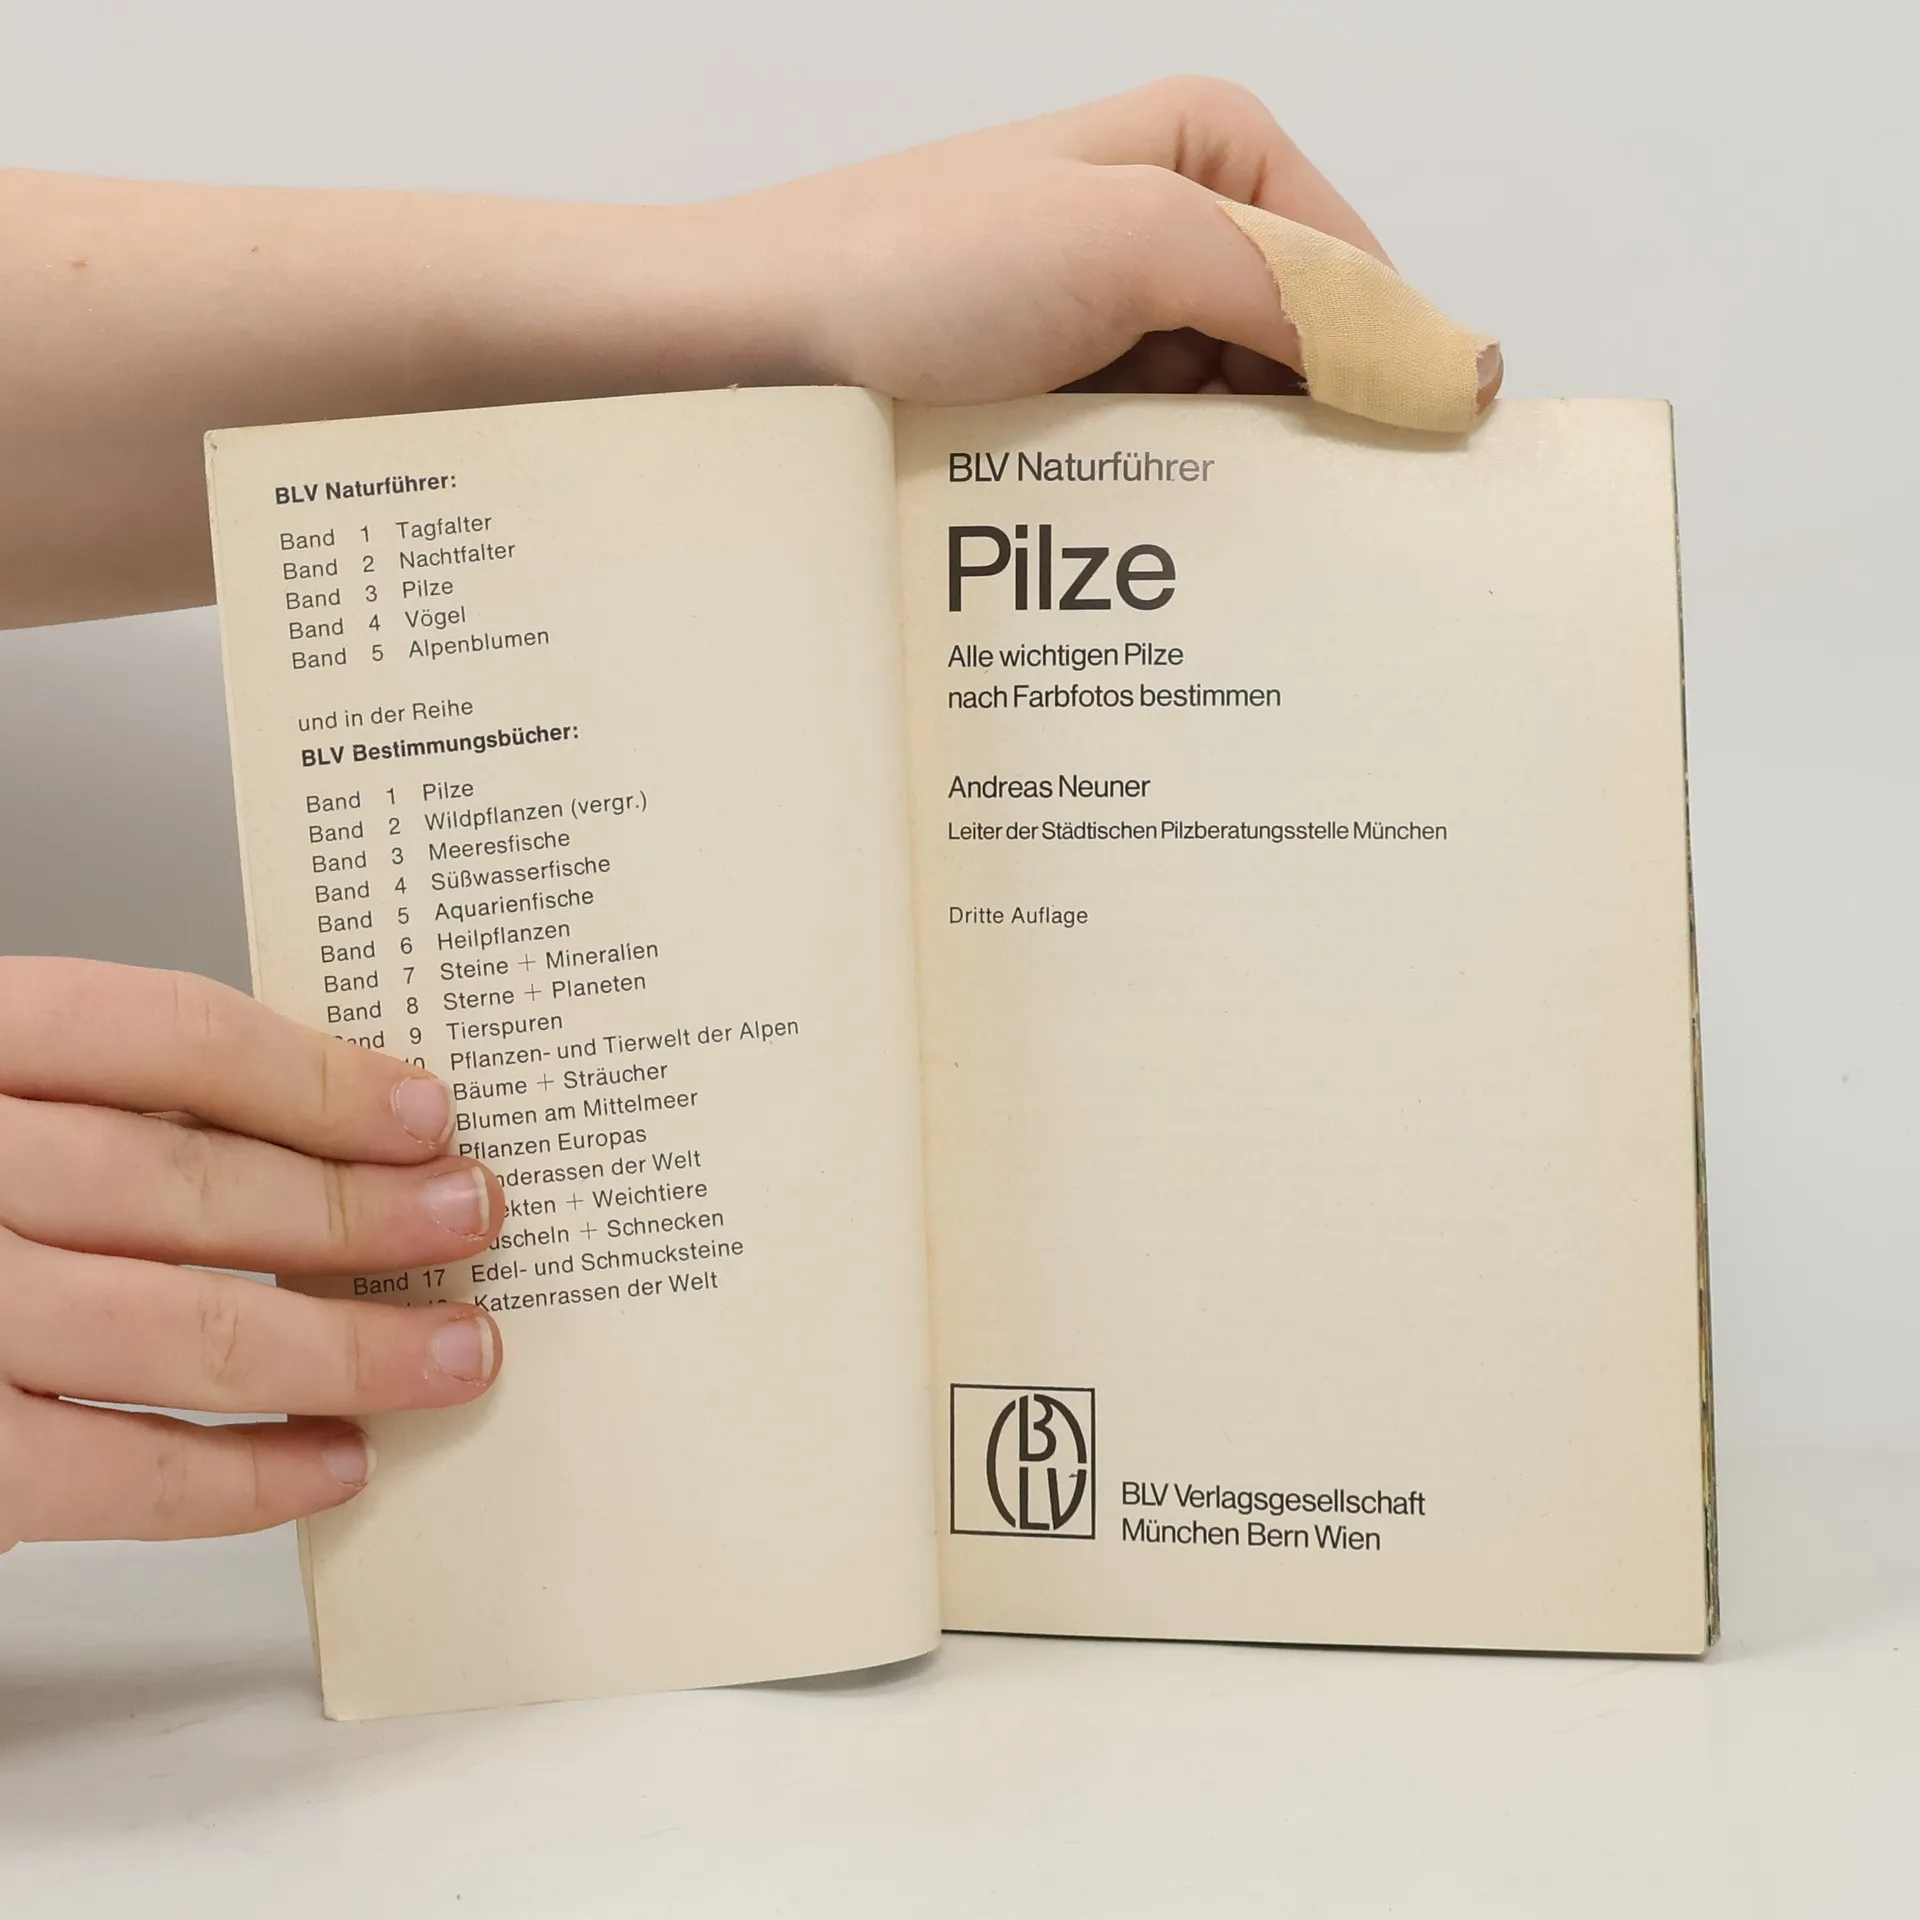 BLV Naturführer:
Band 1 Tagfalter
Band 2 Nachtfalter
Band 3 Pilze
Band 4 Vögel
Band 5 Alpenblumen
und in der Reihe
BLV Bestimmungsbücher:
Band 1 Pilze
Band 2 Wildpflanzen (vergr.)
Band 3 Meeresfische
Band 4 Süßwasserfische
Band 5 Aquarienfische
Band 6 Heilpflanzen
Band 7 Steine + Mineralien
Band 8 Sterne + Planeten
9 Tierspuren
Pflanzen- und Tierwelt der Alpen
Bäume + Sträucher
Blumen am Mittelmeer
Pflanzen Europas
der Welt
+ Weichtiere
+ Schnecken
Band 17 Edel- und Schmucksteine
Katzenrassen der Welt
BLV Naturführer
Pilze
Alle wichtigen Pilze
nach Farbfotos bestimmen
Andreas Neuner
Leiter der Städtischen Pilzberatungsstelle München
Dritte Auflage
BLV
BLV Verlagsgesellschaft
München Bern Wien